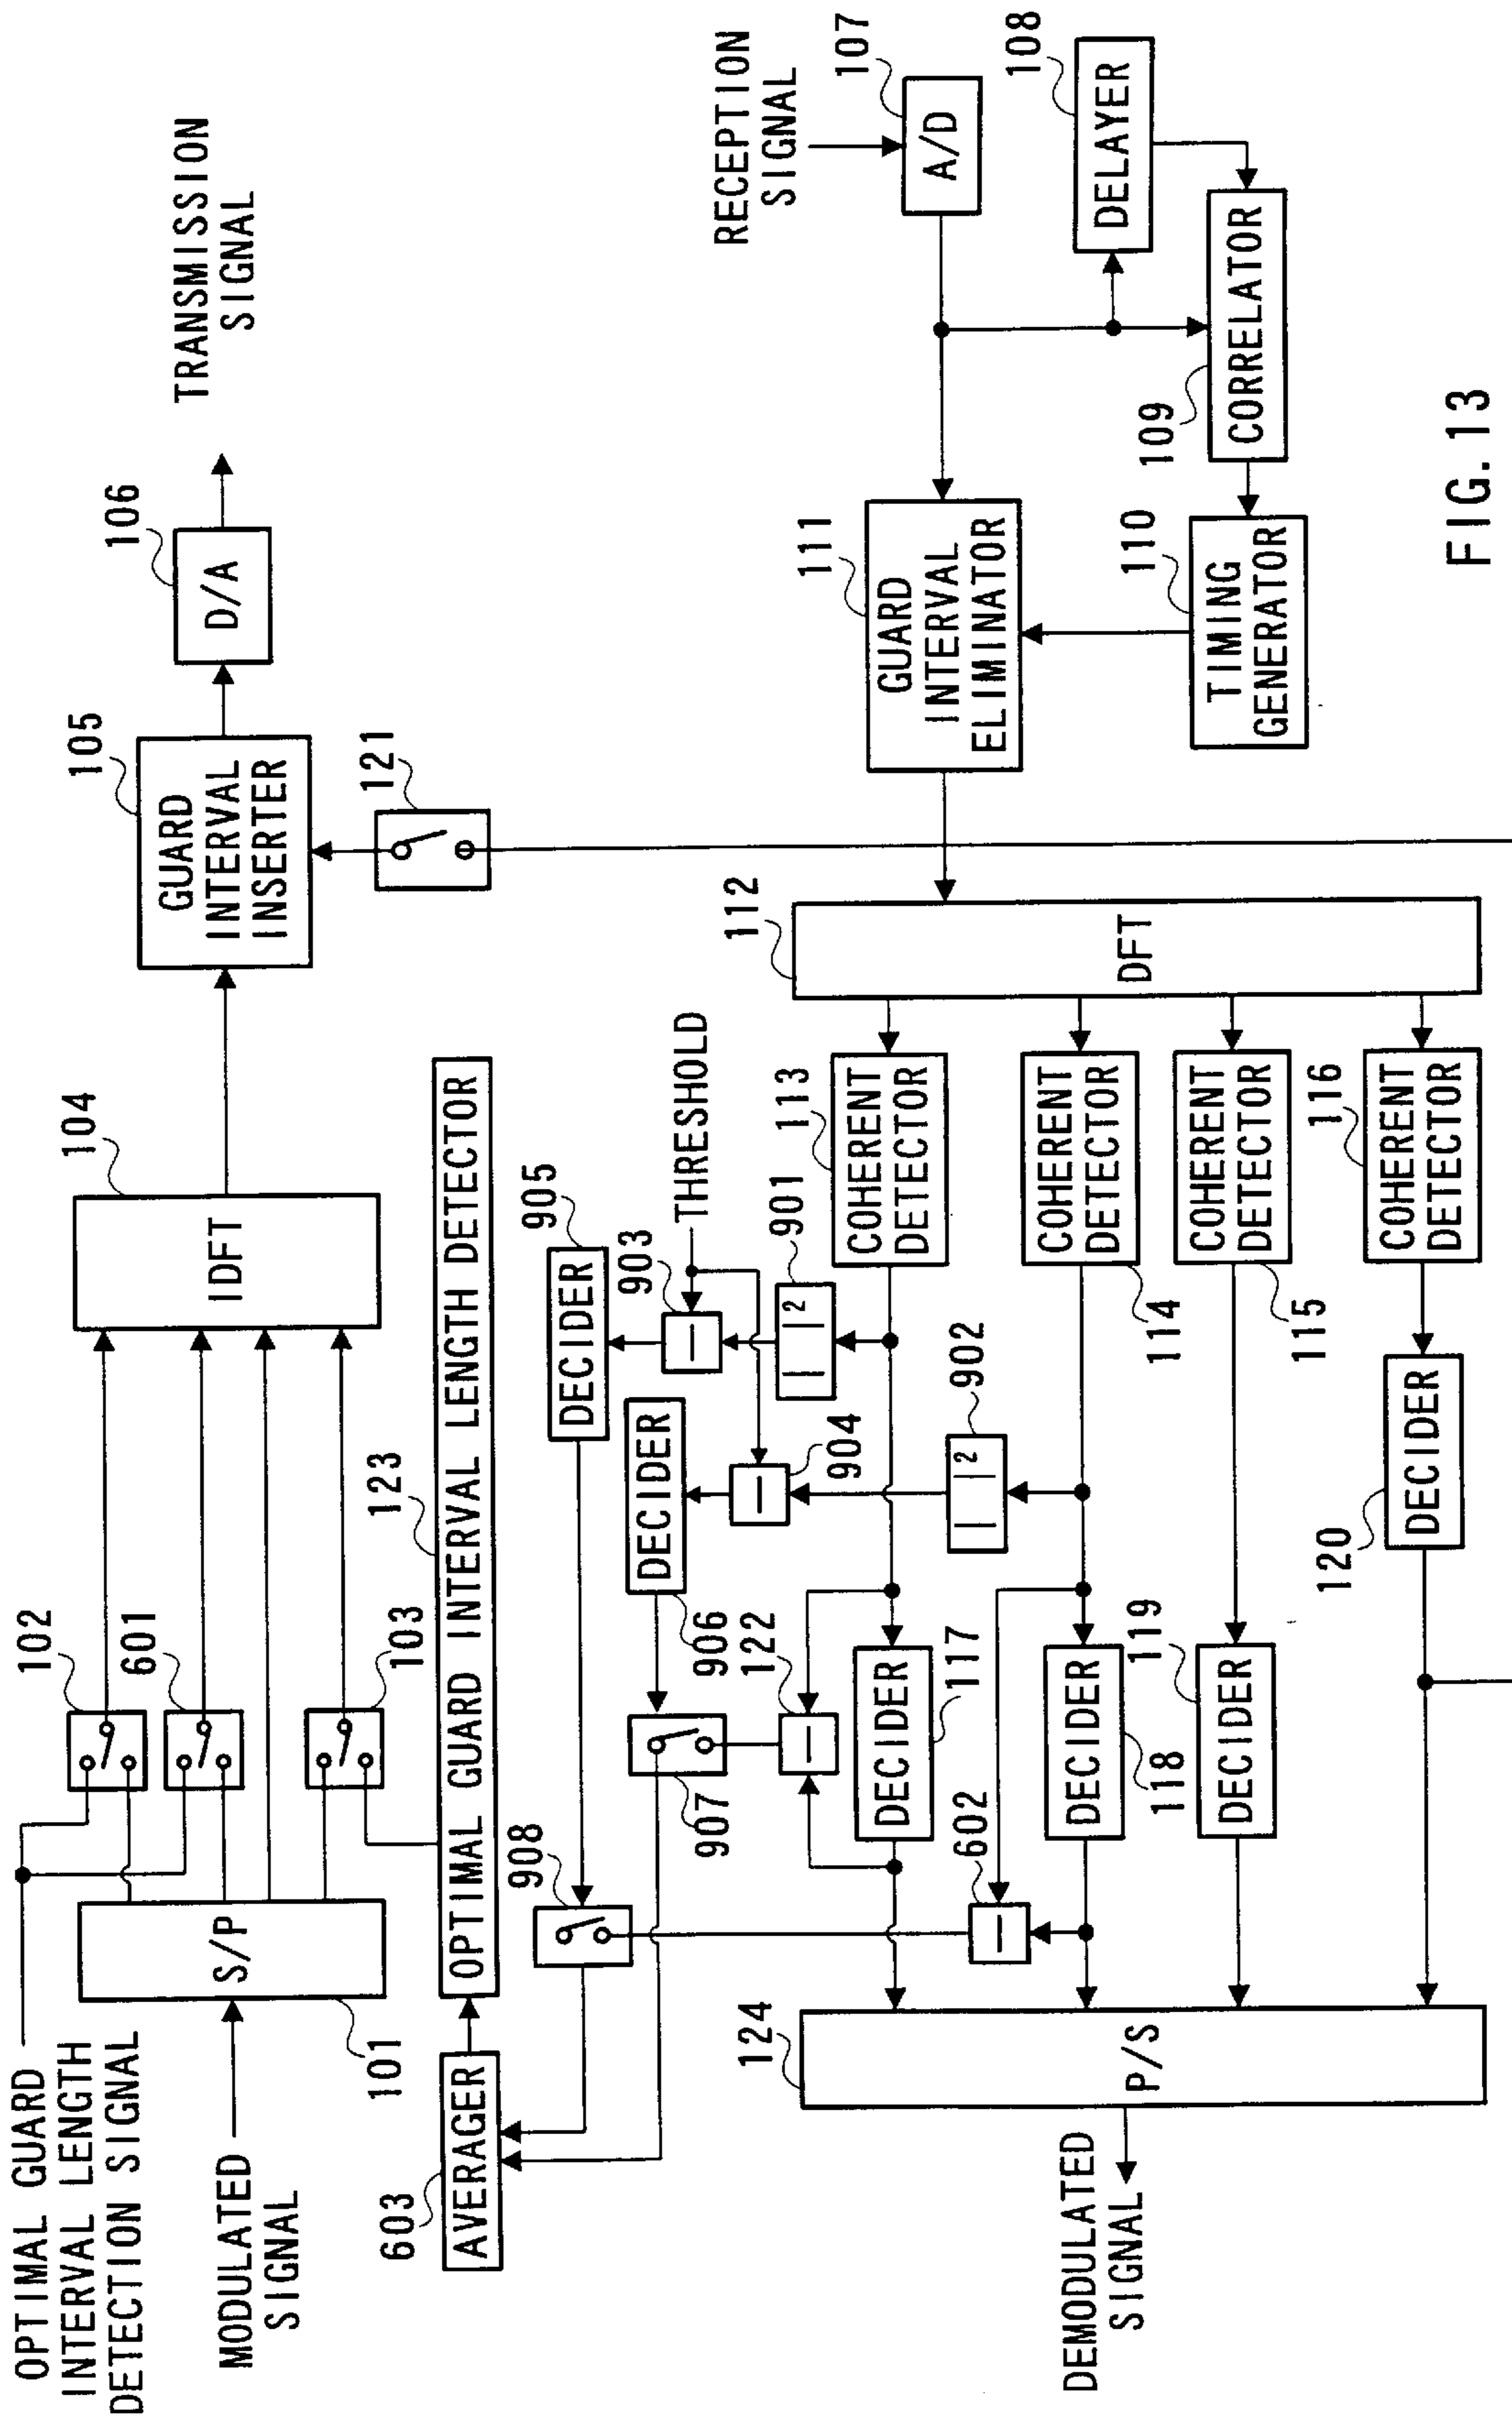 OPTIMAL GUARD
INTERVAL LENGTH
DETECTION SIGNAL
MODULATED
SIGNAL
101
S/P
102
601
103
104
IDFT
105
GUARD
INTERVAL
INSERTER
121
106
D/A
TRANSMISSION
SIGNAL
603
AVERAGER
123
OPTIMAL GUARD INTERVAL LENGTH DETECTOR
908
907
905
DECIDER
906
DECIDER
903
THRESHOLD
904
901
| |2
902
| |2
122
602
DEMODULATED
SIGNAL
124
P/S
117
DECIDER
118
DECIDER
119
DECIDER
120
DECIDER
113
COHERENT
DETECTOR
114
COHERENT
DETECTOR
115
COHERENT
DETECTOR
116
COHERENT
DETECTOR
112
DFT
111
GUARD
INTERVAL
ELIMINATOR
110
TIMING
GENERATOR
109
CORRELATOR
108
DELAYER
107
A/D
RECEPTION
SIGNAL
FIG. 13